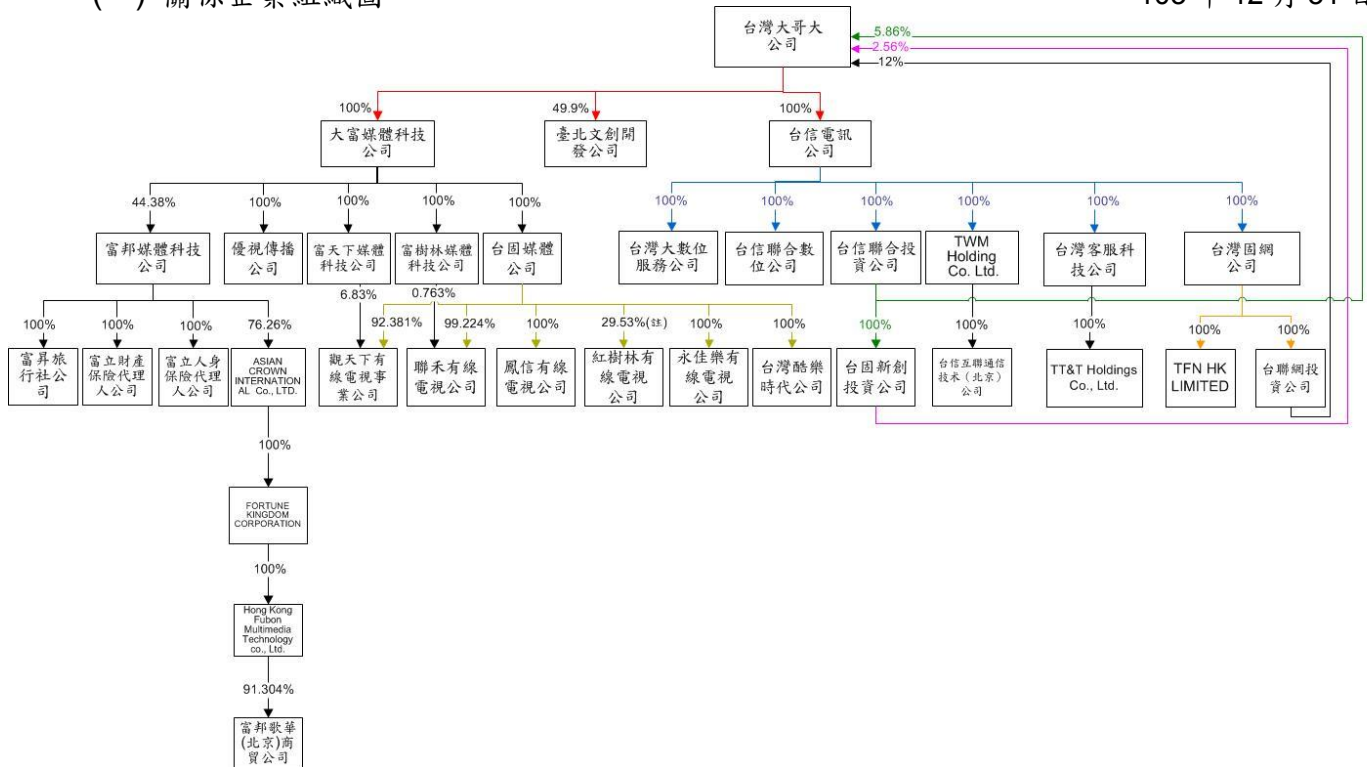 關係企業組織圖
12 月 31 日
台灣大哥大
公司
5.86%
2.56%
12%
100%
49.9%
100%
大富媒體科技
公司
臺北文創開
發公司
台信電訊
公司
44.38%
100%
100%
100%
100%
100%
100%
100%
100%
100%
100%
富邦媒體科技
公司
優視傳播
公司
富天下媒體
科技公司
富樹林媒體
科技公司
台固媒體
公司
台灣大數位
服務公司
台信聯合數
位公司
台信聯合投
資公司
TWM
Holding
Co. Ltd.
台灣客服科
技公司
台灣固網
公司
6.83%
0.763%
100%
100%
100%
76.26%
92.381%
99.224%
100%
29.53%(註)
100%
100%
100%
100%
100%
100%
100%
富昇旅
行社公
司
富立財產
保險代理
人公司
富立人身
保險代理
人公司
ASIAN
CROWN
INTERNATION
AL Co., LTD.
觀天下有
線電視事
業公司
聯禾有線
電視公司
鳳信有線
電視公司
紅樹林有
線電視
公司
永佳樂有
線電視
公司
台灣酷樂
時代公司
台固新創
投資公司
台信互聯通信
技术（北京）
公司
TT&T Holdings
Co., Ltd.
TFN HK
LIMITED
台聯網投
資公司
100%
FORTUNE
KINGDOM
CORPORATION
100%
Hong Kong
Fubon
Multimedia
Technology
co., Ltd.
91.304%
富邦歌華
(北京)商
貿公司